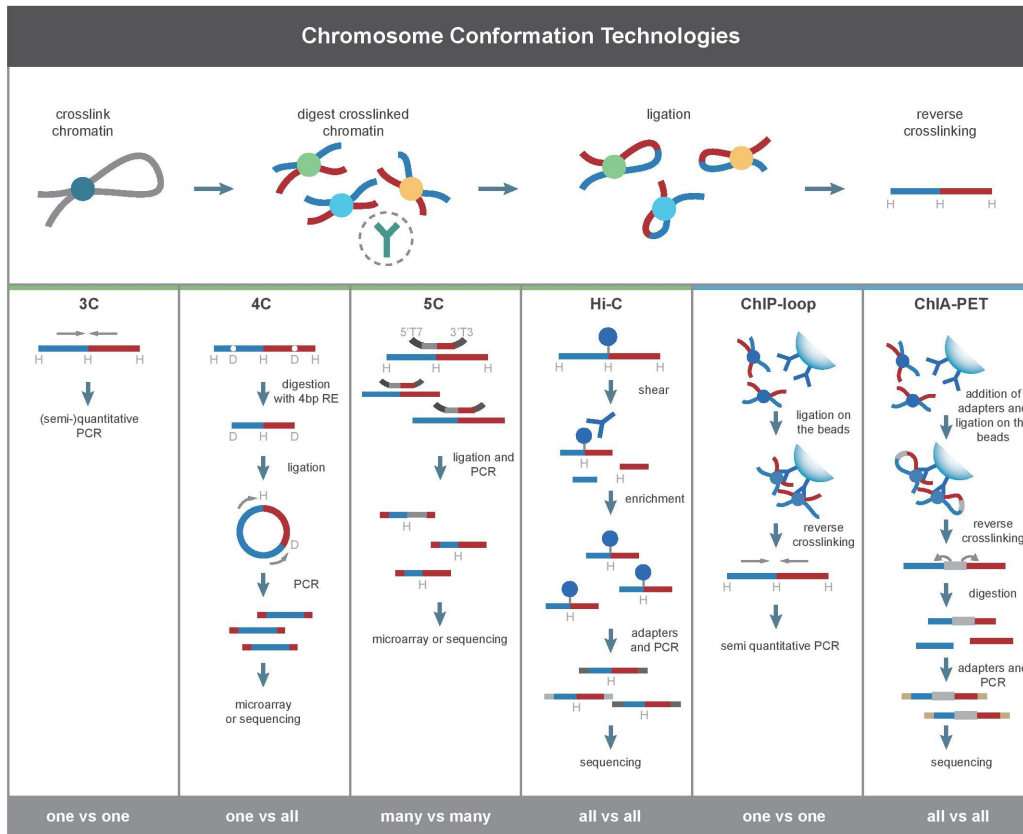 Chromosome Conformation Technologies
crosslink
chromatin
digest crosslinked
chromatin
ligation
reverse
crosslinking
H H H
3C
H H H
(semi-)quantitative
PCR
one vs one
4C
H D H D H
digestion
with 4bp RE
D H D
ligation
H
D
PCR
microarray
or sequencing
one vs all
5C
5'T7 3'T3
H H H
ligation and
PCR
H
H
H
microarray or sequencing
many vs many
Hi-C
H H H
shear
H
H
enrichment
H
H
H
adapters
and PCR
H
H
H
sequencing
all vs all
ChIP-loop
ligation on
the beads
reverse
crosslinking
H H H
semi quantitative PCR
one vs one
ChIA-PET
addition of
adapters and
ligation on the
beads
reverse
crosslinking
digestion
adapters and
PCR
sequencing
all vs all